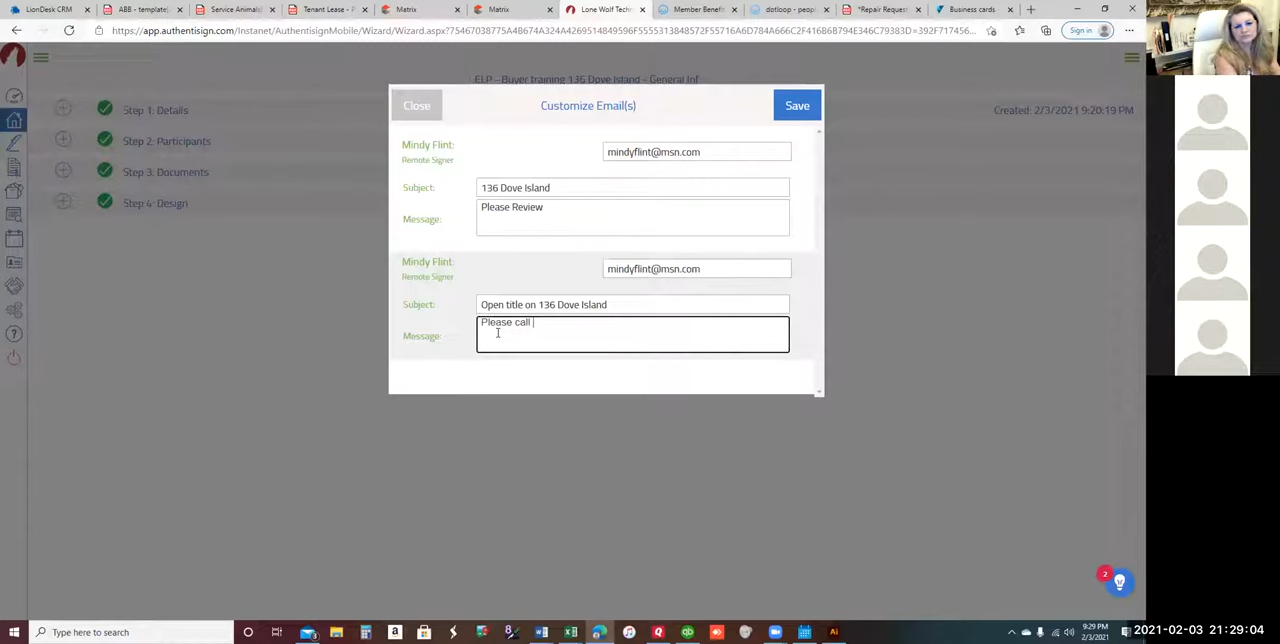 LionDesk CRM
ABB - template
Service Animals
Tenant Lease - P
Matrix
Matrix
Lone Wolf Techn
Member Benefi
dotloop - peopl
*Repair Request
Business cards
https://app.authentisign.com/Instanet/AuthentisignMobile/Wizard/Wizard.aspx?
Sign in
ELP - Buyer training 136 Dove Island - General Inf
Step 1: Details
Created: 2/3/2021 9:20:19 PM
Step 2: Participants
Step 3: Documents
Step 4: Design
Close
Customize Email(s)
Save
Mindy Flint:
mindyflint@msn.com
Remote Signer
Subject:
136 Dove Island
Message:
Please Review
Mindy Flint:
mindyflint@msn.com
Remote Signer
Subject:
Open title on 136 Dove Island
Message:
Please call
2
Type here to search
9:29 PM
2/3/2021
2021-02-03 21:29:04